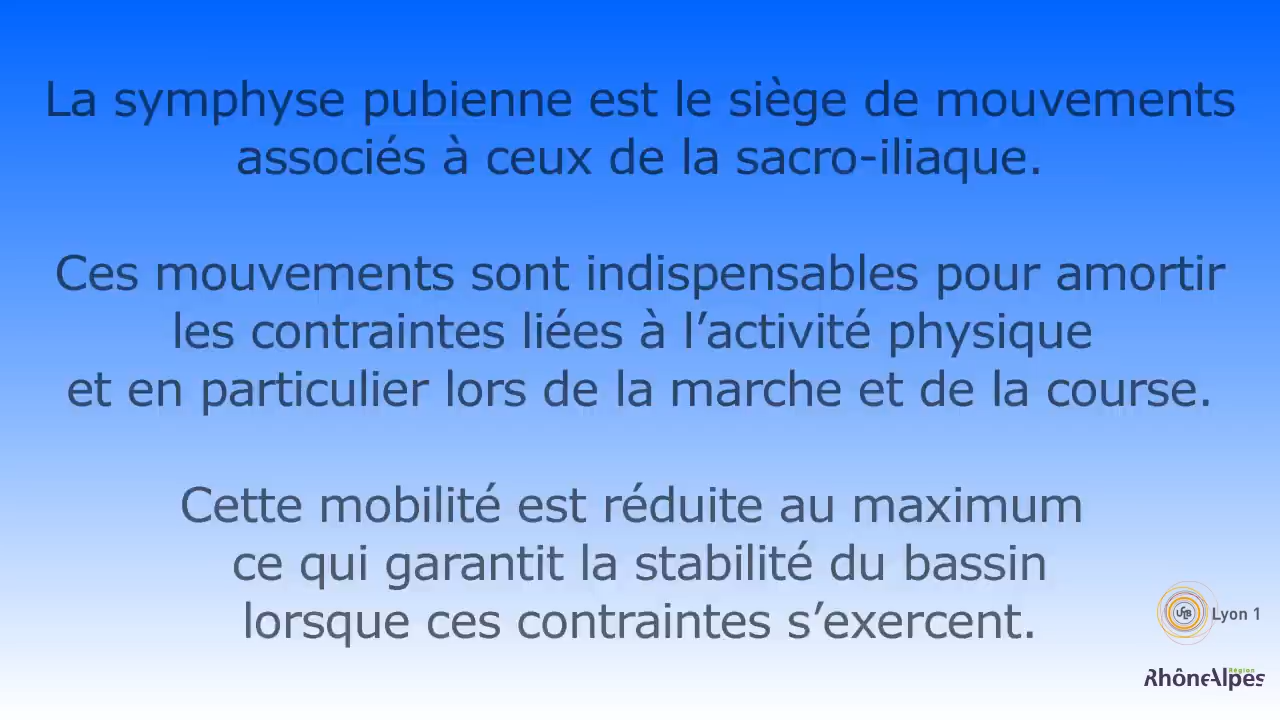 La symphyse pubienne est le siège de mouvements
associés à ceux de la sacro-iliaque.
Ces mouvements sont indispensables pour amortir
les contraintes liées à l’activité physique
et en particulier lors de la marche et de la course.
Cette mobilité est réduite au maximum
ce qui garantit la stabilité du bassin
lorsque ces contraintes s’exercent.
Lyon 1
Région
RhôneAlpes